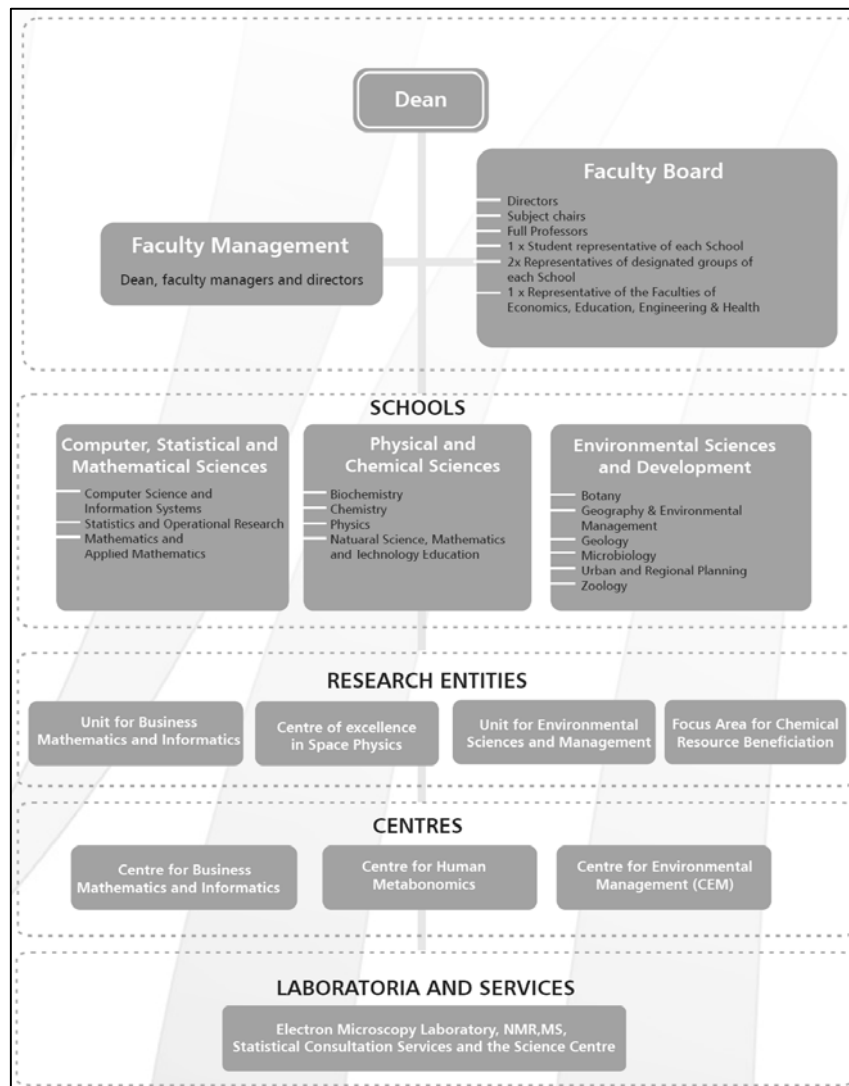 Dean
Faculty Board
Directors
Subject chairs
Full Professors
1 x Student representative of each School
2x Representatives of designated groups of
each School
1 x Representative of the Faculties of
Economics, Education, Engineering & Health
Faculty Management
Dean, faculty managers and directors
SCHOOLS
Computer, Statistical and
Mathematical Sciences
Computer Science and
Information Systems
Statistics and Operational Research
Mathematics and
Applied Mathematics
Physical and
Chemical Sciences
Biochemistry
Chemistry
Physics
Natuaral Science, Mathematics
and Technology Education
Environmental Sciences
and Development
Botany
Geography & Environmental
Management
Geology
Microbiology
Urban and Regional Planning
Zoology
RESEARCH ENTITIES
Unit for Business
Mathematics and Informatics
Centre of excellence
in Space Physics
Unit for Environmental
Sciences and Management
Focus Area for Chemical
Resource Beneficiation
CENTRES
Centre for Business
Mathematics and Informatics
Centre for Human
Metabonomics
Centre for Environmental
Management (CEM)
LABORATORIA AND SERVICES
Electron Microscopy Laboratory, NMR,MS,
Statistical Consultation Services and the Science Centre